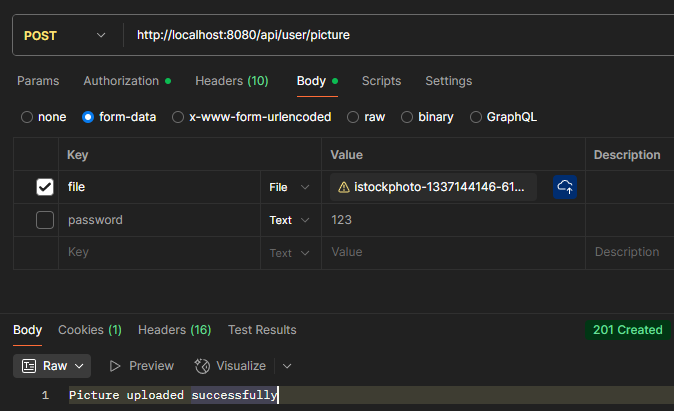 POST http://localhost:8080/api/user/picture
Params Authorization Headers (10) Body Scripts Settings
none form-data x-www-form-urlencoded raw binary GraphQL
Key Value Description
file File istockphoto-1337144146-61...
password Text 123
Key Text Value Description
Body Cookies (1) Headers (16) Test Results 201 Created
Raw Preview Visualize
1 Picture uploaded successfully